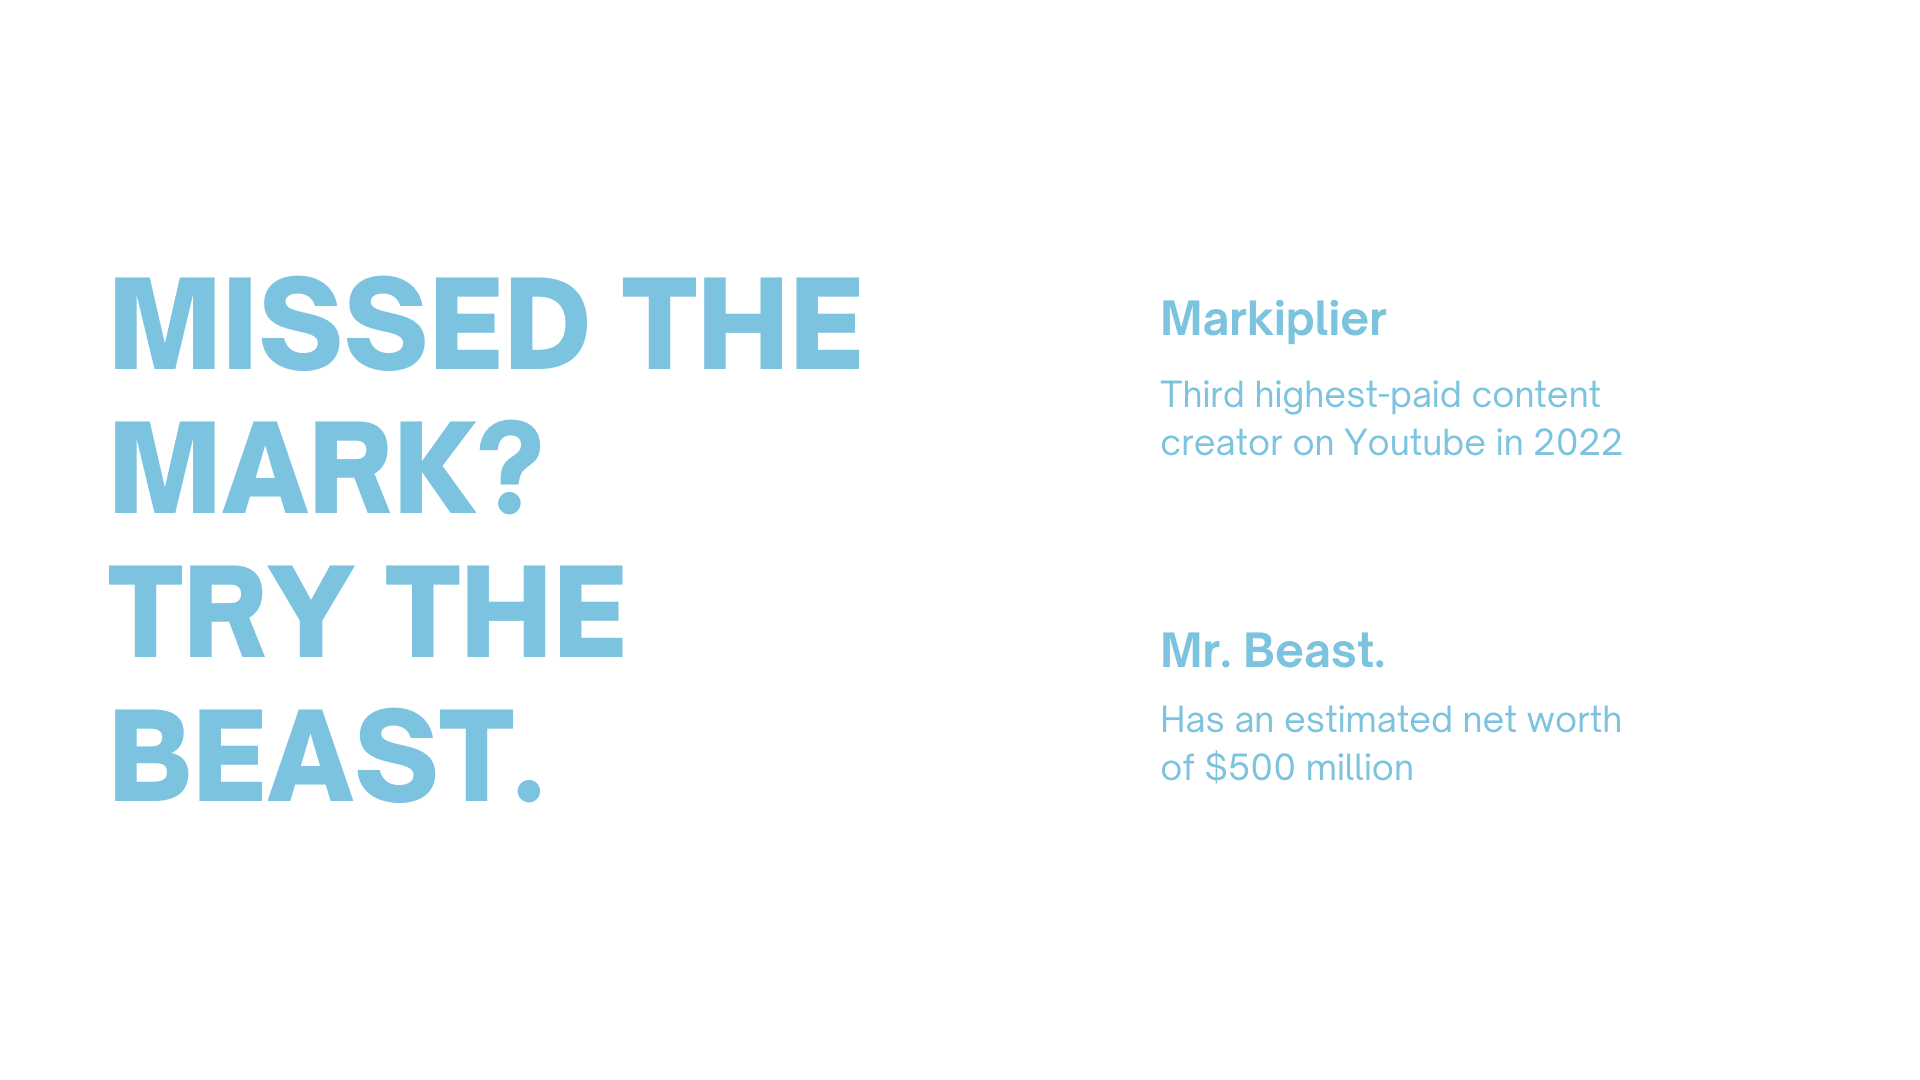 MISSED THE
MARK?
TRY THE
BEAST.
Markiplier
Third highest-paid content
creator on Youtube in 2022
Mr. Beast.
Has an estimated net worth
of $500 million